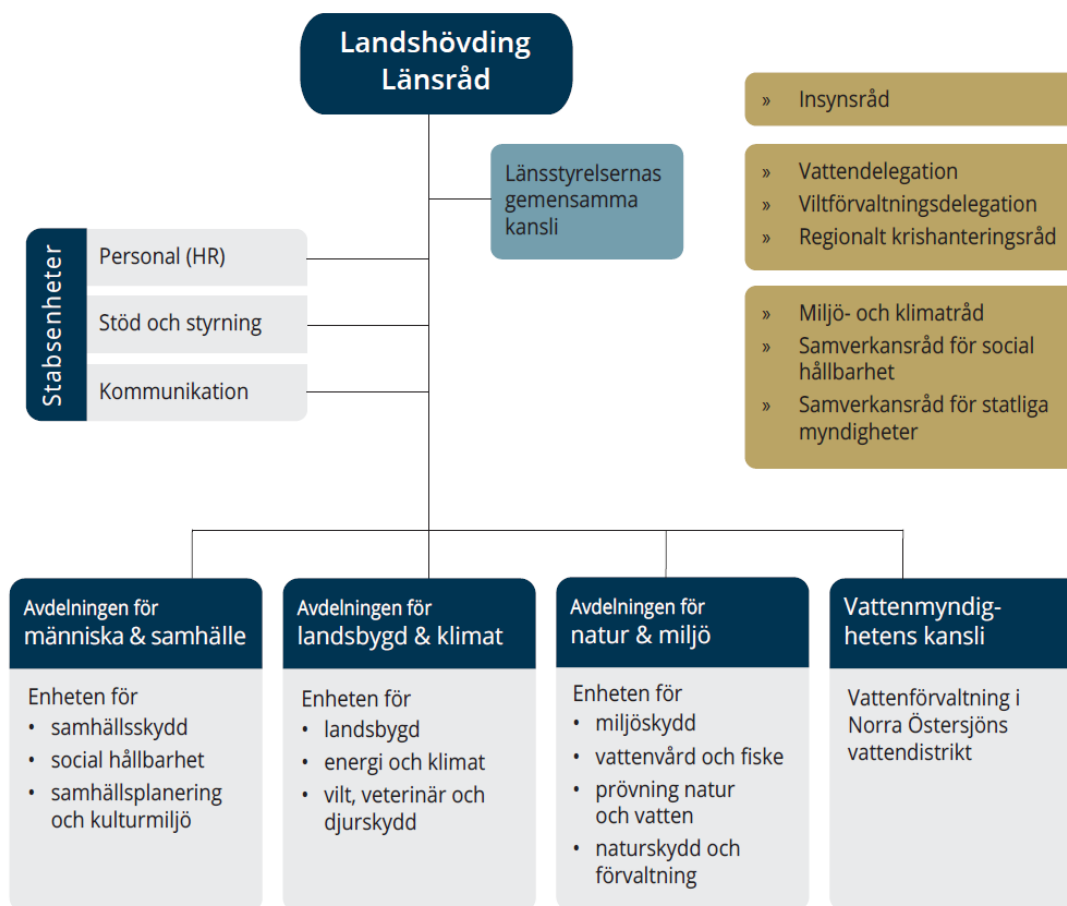 Landshövding
Länsråd
» Insynsråd
Länsstyrelsernas
gemensamma
kansli
» Vattendelegation
» Viltförvaltningsdelegation
» Regionalt krishanteringsråd
Stabsenheter
Personal (HR)
Stöd och styrning
Kommunikation
» Miljö- och klimatråd
» Samverkansråd för social
hållbarhet
» Samverkansråd för statliga
myndigheter
Avdelningen för
människa & samhälle
Enheten för
• samhällsskydd
• social hållbarhet
• samhällsplanering
och kulturmiljö
Avdelningen för
landsbygd & klimat
Enheten för
• landsbygd
• energi och klimat
• vilt, veterinär och
djurskydd
Avdelningen för
natur & miljö
Enheten för
• miljöskydd
• vattenvård och fiske
• prövning natur
och vatten
• naturskydd och
förvaltning
Vattenmyndig-
hetens kansli
Vattenförvaltning i
Norra Östersjöns
vattendistrikt